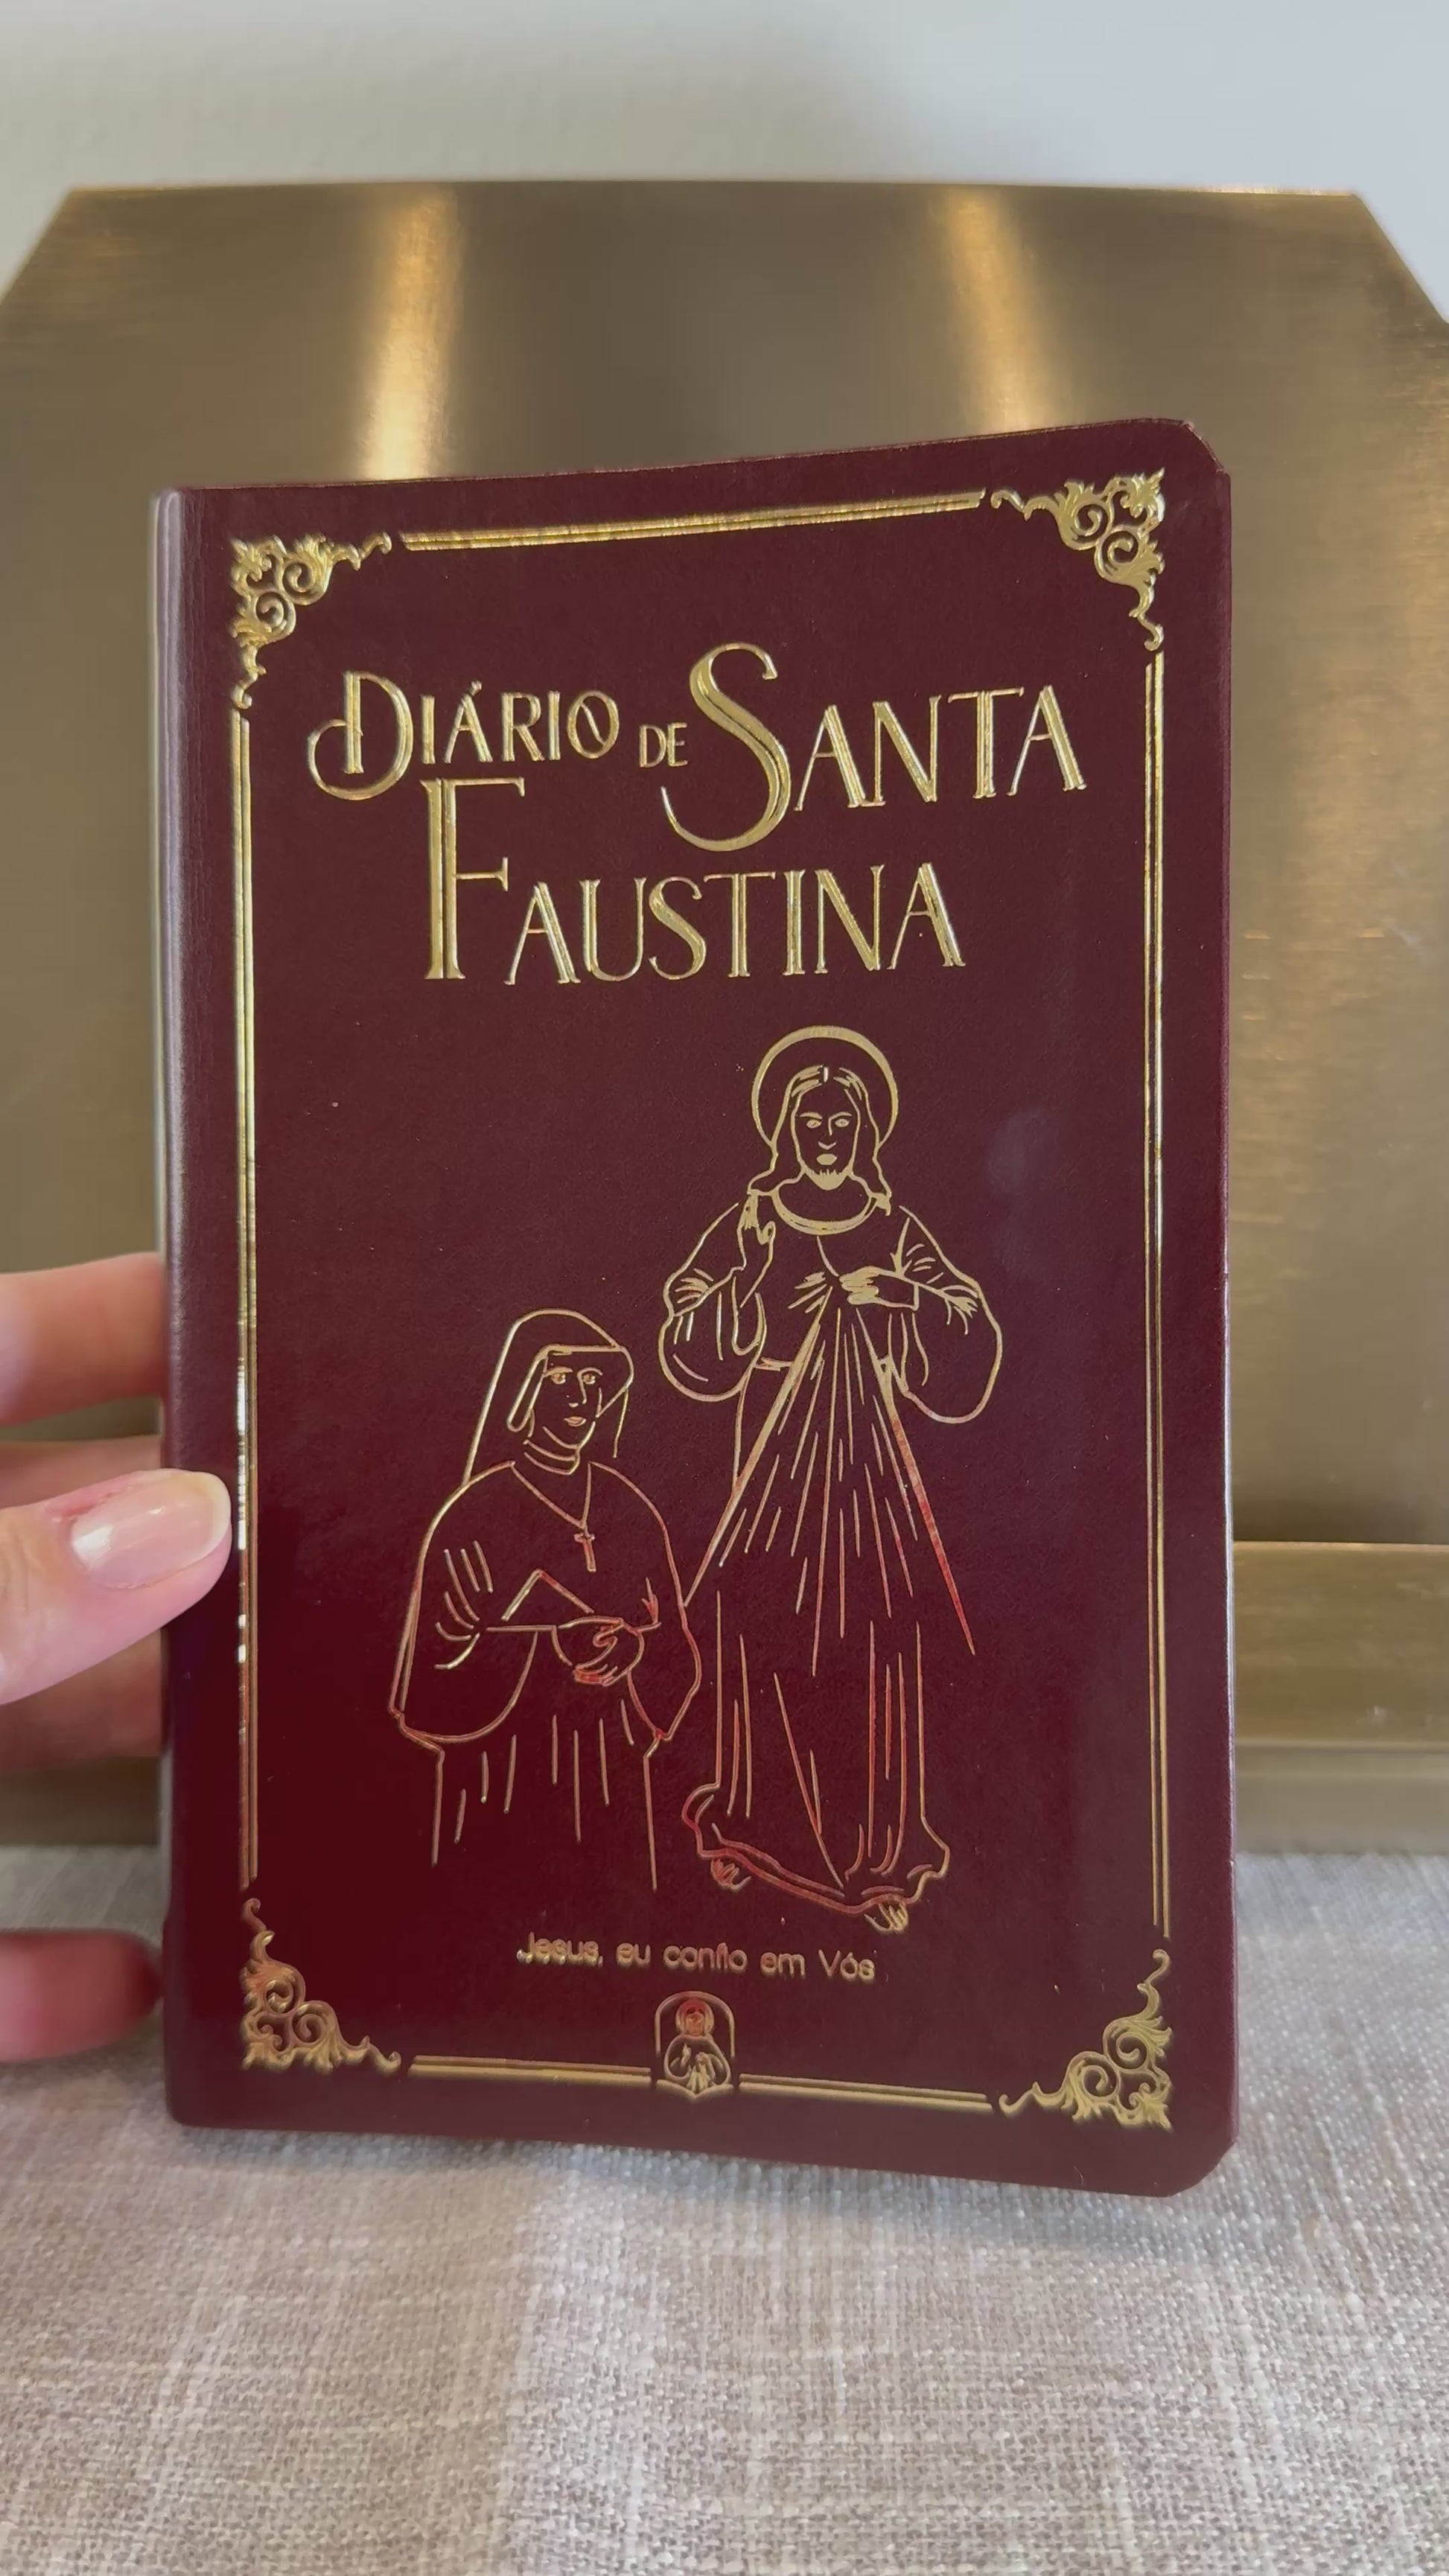 DIÁRIO DE SANTA
FAUSTINA
Jesus, eu confio em Vós